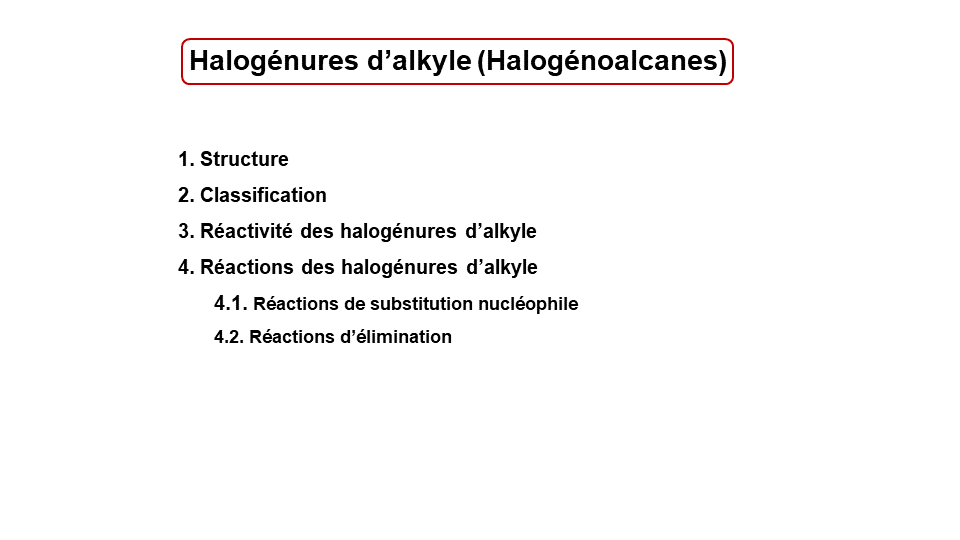 Halogénures d’alkyle (Halogénoalcanes)
1. Structure
2. Classification
3. Réactivité des halogénures d’alkyle
4. Réactions des halogénures d’alkyle
4.1. Réactions de substitution nucléophile
4.2. Réactions d’élimination